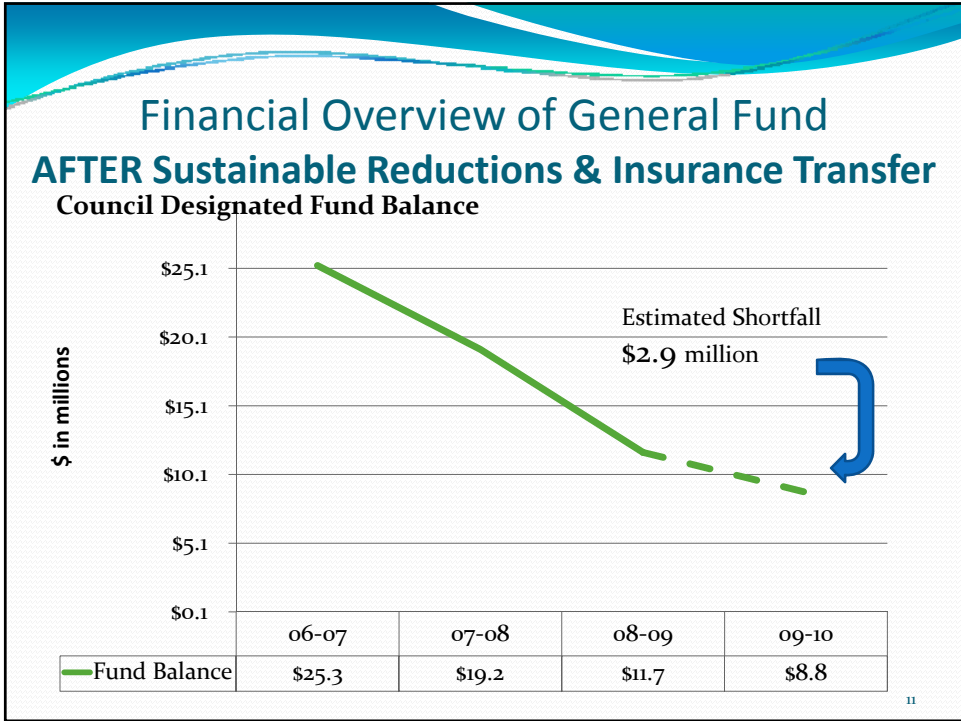 Financial Overview of General Fund
AFTER Sustainable Reductions & Insurance Transfer
Council Designated Fund Balance
$25.1
$20.1
$15.1
$10.1
$5.1
$0.1
$ in millions
Estimated Shortfall
$2.9 million
06-07 07-08 08-09 09-10
Fund Balance $25.3 $19.2 $11.7 $8.8
11